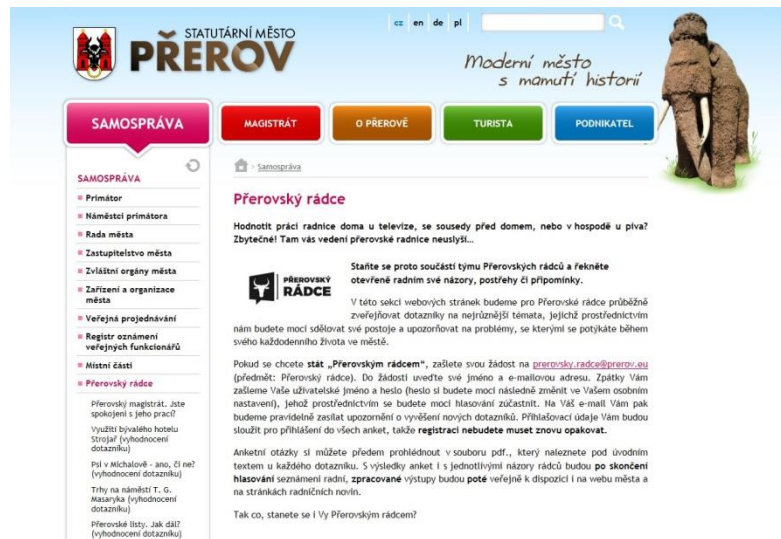 STATUTÁRNÍ MĚSTO
PŘEROV
cz en de pl
Moderní město
s mamutí historií
SAMOSPRÁVA
MAGISTRÁT
O PŘEROVĚ
TURISTA
PODNIKATEL
SAMOSPRÁVA
Primátor
Náměstci primátora
Rada města
Zastupitelstvo města
Zvláštní orgány města
Zařízení a organizace
města
Veřejná projednávání
Registr oznámení
veřejných funkcionářů
Místní části
Přerovský rádce
Přerovský magistrát. Jste
spokojeni s jeho prací?
Využití bývalého hotelu
Strojař (vyhodnocení
dotazníku)
Psi v Michalově - ano, či ne?
(vyhodnocení dotazníku)
Trhy na náměstí T. G.
Masaryka (vyhodnocení
dotazníku)
Přerovské listy. Jak dál?
(vyhodnocení dotazníku)
> Samospráva
Přerovský rádce
Hodnotit práci radnice doma u televize, se sousedy před domem, nebo v hospodě u piva?
Zbytečné! Tam vás vedení přerovské radnice neuslyší...
PŘEROVSKÝ
RÁDCE
Staňte se proto součástí týmu Přerovských rádců a řekněte
otevřeně radním své názory, postřehy či připomínky.
V této sekci webových stránek budeme pro Přerovské rádce průběžně
zveřejňovat dotazníky na nejrůznější témata, jejichž prostřednictvím
nám budete moci sdělovat své postoje a upozorňovat na problémy, se kterými se potýkáte během
svého každodenního života ve městě.
Pokud se chcete stát „Přerovským rádcem“, zašlete svou žádost na prerovsky.radce@prerov.eu
(předmět: Přerovský rádce). Do žádosti uveďte své jméno a e-mailovou adresu. Zpátky Vám
zašleme Vaše uživatelské jméno a heslo (heslo si budete moci následně změnit ve Vašem osobním
nastavení), jehož prostřednictvím se budete moci hlasování zúčastnit. Na Váš e-mail Vám pak
budeme pravidelně zasílat upozornění o vyvěšení nových dotazníků. Přihlašovací údaje Vám budou
sloužit pro přihlášení do všech anket, takže registraci nebudete muset znovu opakovat.
Anketní otázky si můžete předem prohlédnout v souboru pdf., který naleznete pod úvodním
textem u každého dotazníku. S výsledky anket i s jednotlivými názory rádců budou po skončení
hlasování seznámeni radní, zpracované výstupy budou poté veřejně k dispozici i na webu města a
na stránkách radničních novin.
Tak co, stanete se i Vy Přerovským rádcem?